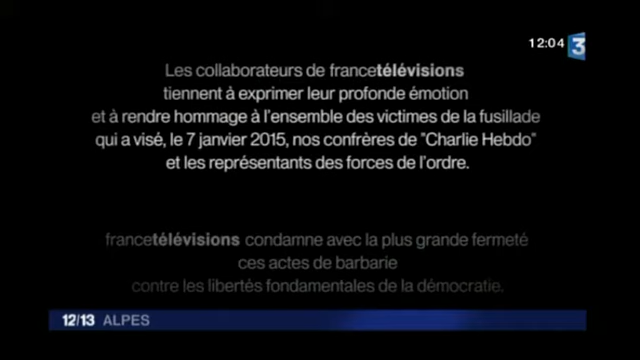 12:04 3
Les collaborateurs de francetélévisions
tiennent à exprimer leur profonde émotion
et à rendre hommage à l'ensemble des victimes de la fusillade
qui a visé, le 7 janvier 2015, nos confrères de "Charlie Hebdo"
et les représentants des forces de l'ordre.
francetélévisions condamne avec la plus grande fermeté
ces actes de barbarie
contre les libertés fondamentales de la démocratie.
12/13 ALPES